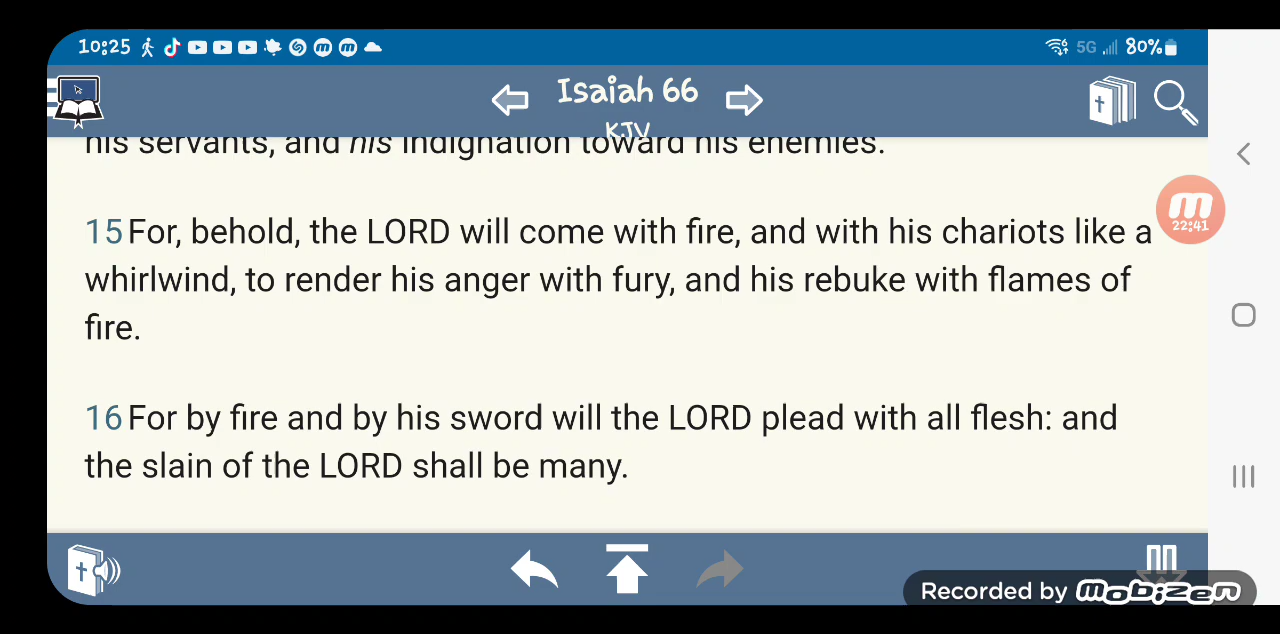 10:25 5G 80%
Isaiah 66
KJV
his servants, and his indignation toward his enemies.
15 For, behold, the LORD will come with fire, and with his chariots like a
whirlwind, to render his anger with fury, and his rebuke with flames of
fire.
22:41
16 For by fire and by his sword will the LORD plead with all flesh: and
the slain of the LORD shall be many.
Recorded by mobizen